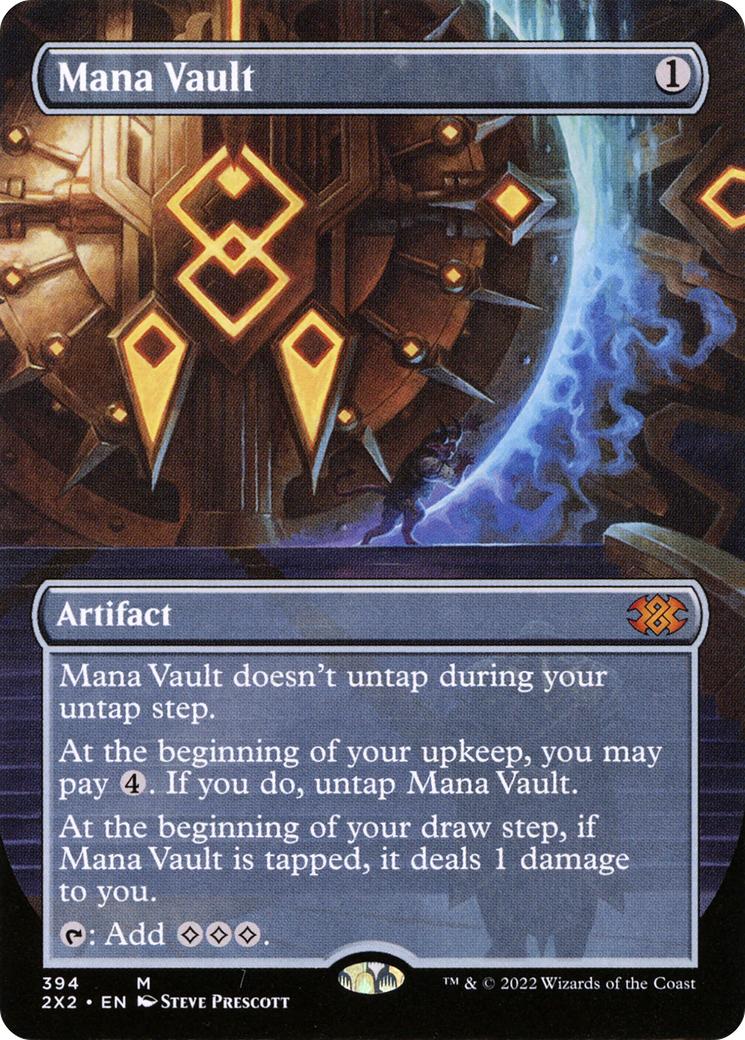 Mana Vault 1
Artifact
Mana Vault doesn't untap during your
untap step.
At the beginning of your upkeep, you may
pay 4. If you do, untap Mana Vault.
At the beginning of your draw step, if
Mana Vault is tapped, it deals 1 damage
to you.
: Add .
394 M
2X2 • EN Steve Prescott
™ & © 2022 Wizards of the Coast